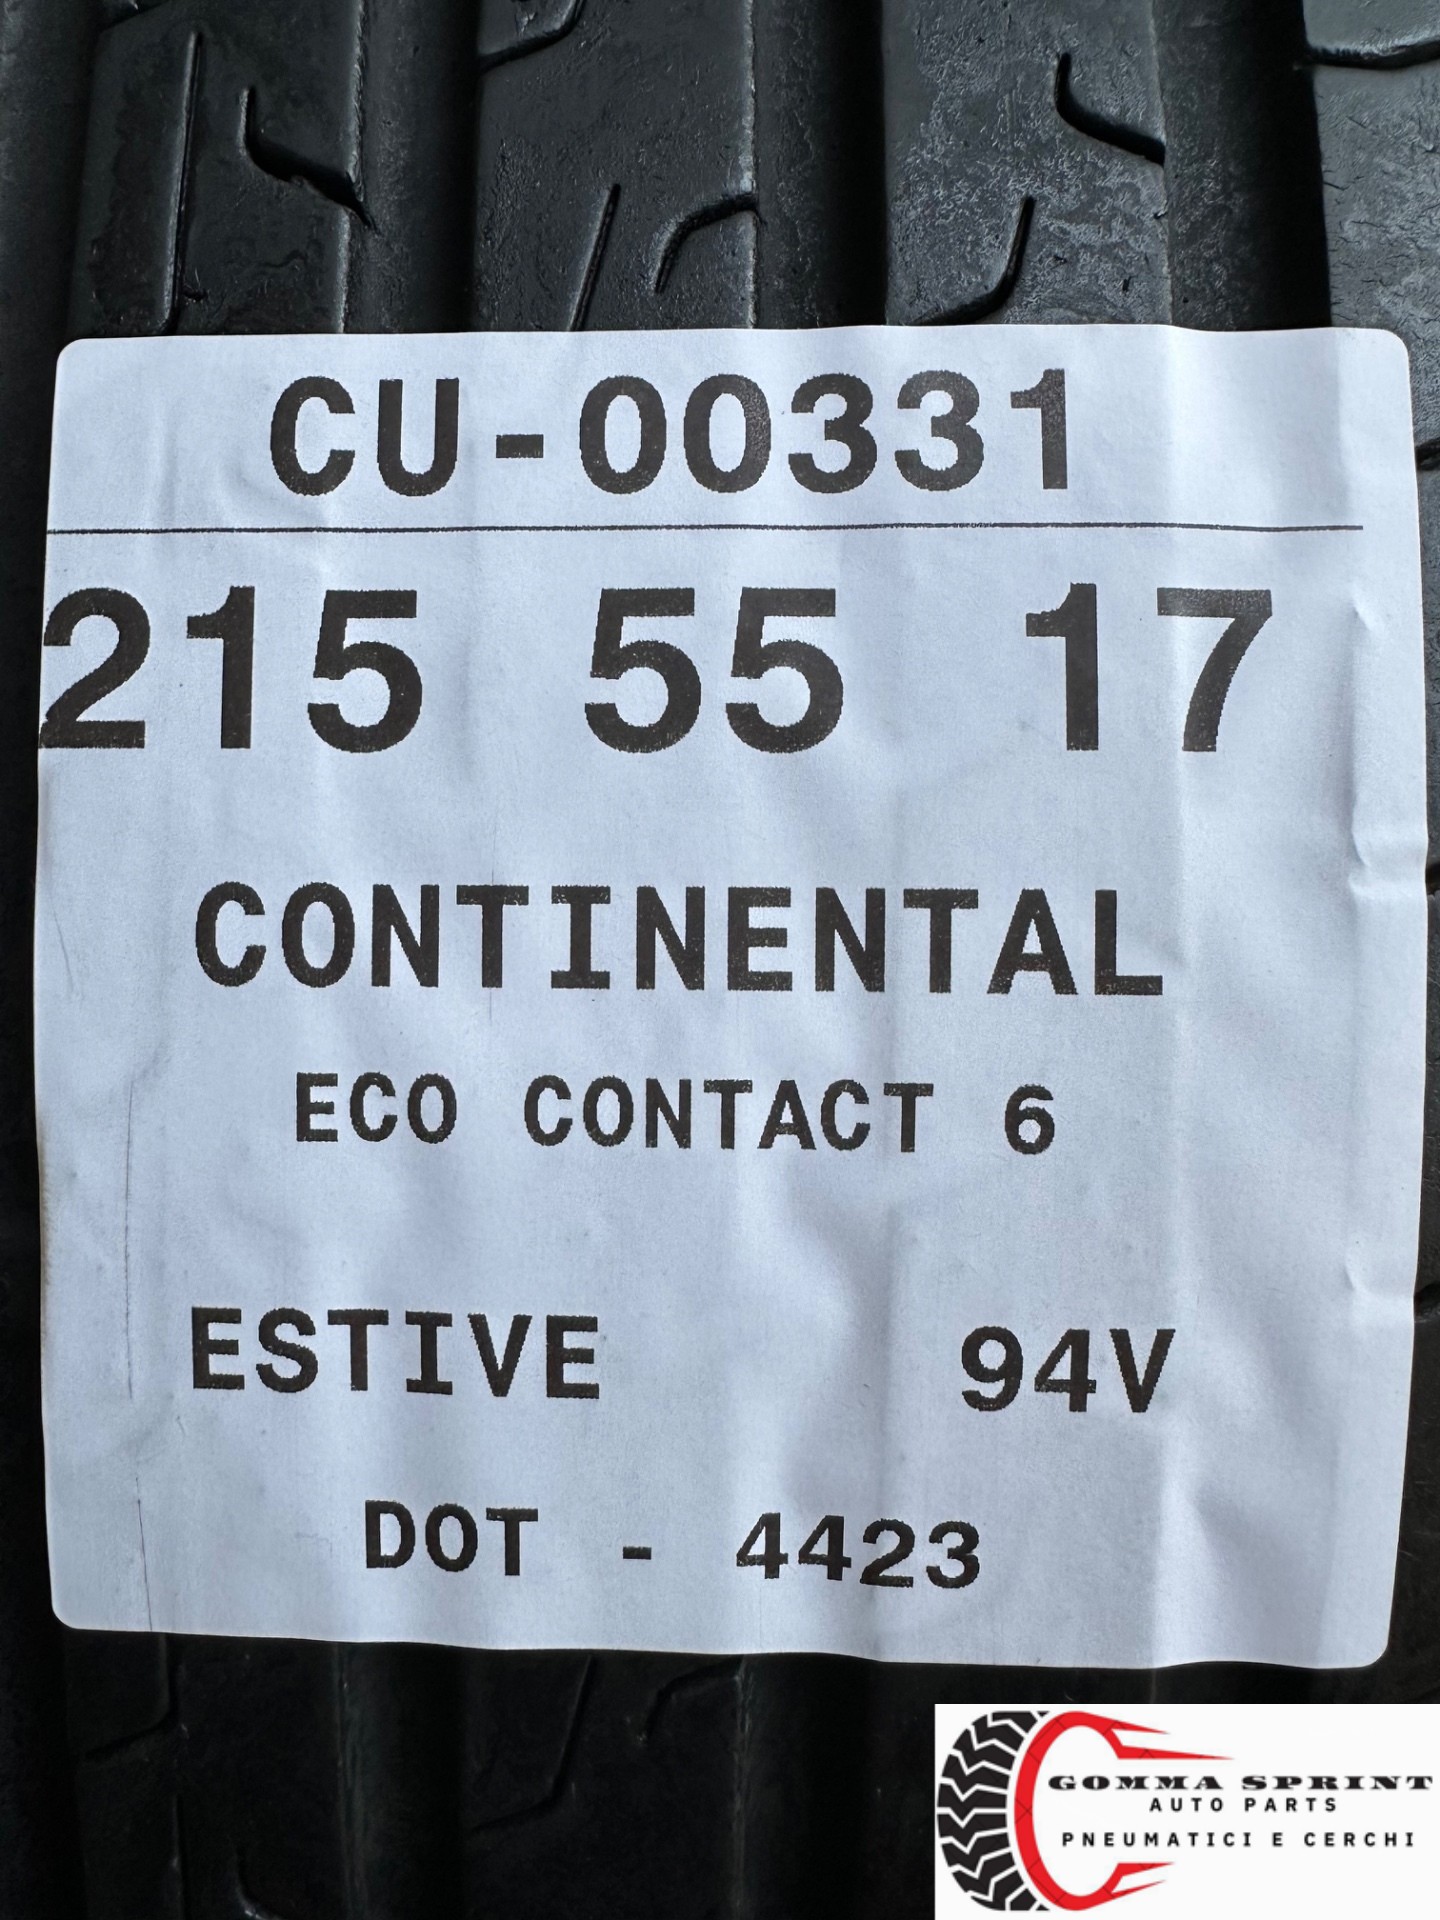 CU-00331
215 55 17
CONTINENTAL
ECO CONTACT 6
ESTIVE 94V
DOT - 4423
GOMMA SPRINT
AUTO PARTS
PNEUMATICI E CERCHI